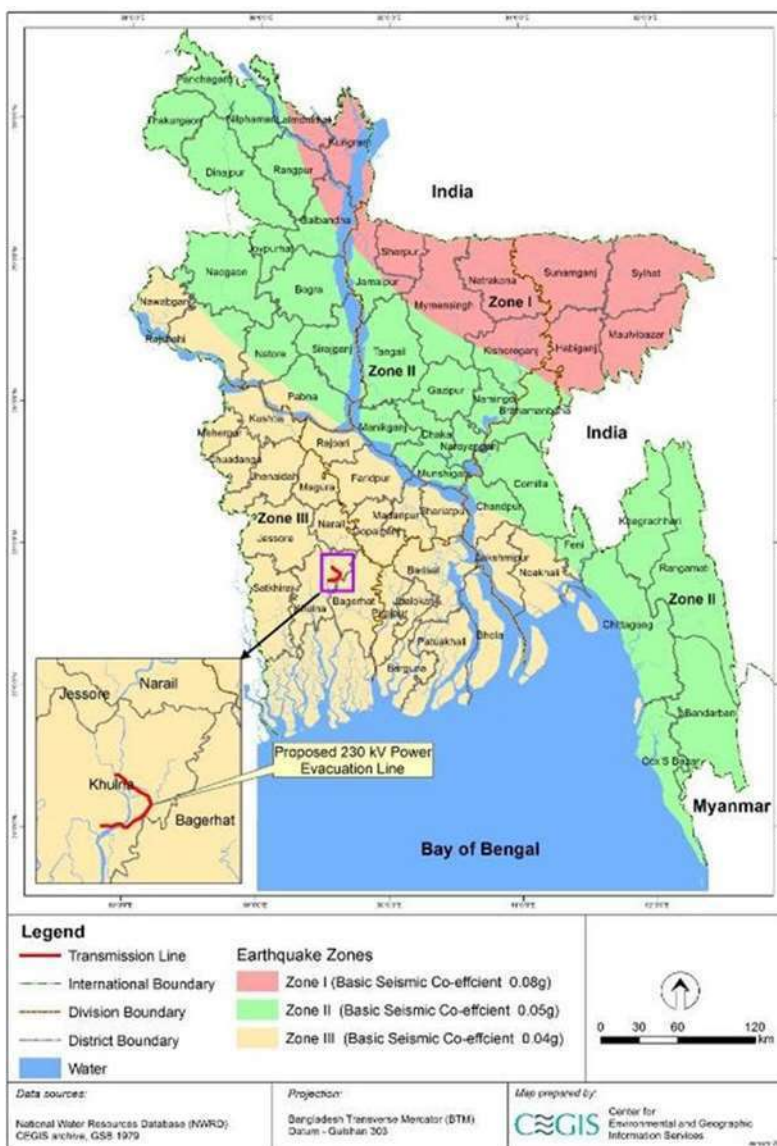 Panchagarh
Thakurgaon
Nilphamari
Lalmonirhat
Kurigram
Dinajpur
Rangpur
India
Gaibandha
Joypurhat
Sherpur
Netrakona
Sunamganj
Sylhet
Naogaon
Jamalpur
Nawabganj
Bogra
Mymensingh
Zone I
Rajshahi
Kishoreganj
Habiganj
Maulvibazar
Natore
Sirajganj
Tangail
Zone II
Gazipur
Pabna
Narsingdi
Brahamanbaria
Kushtia
Manikganj
Dhaka
India
Meherpur
Rajbari
Narayanganj
Chuadanga
Munshiganj
Jhenaidah
Faridpur
Comilla
Magura
Shariatpur
Chandpur
Khagrachhari
Zone III
Narail
Madaripur
Gopalganj
Jessore
Feni
Lakshmipur
Rangamati
Barisal
Noakhali
Satkhira
Zone II
Khulna
Bagerhat
Jhalokati
Pirojpur
Chittagong
Patuakhali
Bhola
Barguna
Jessore
Narail
Bandarban
Proposed 230 kV Power
Evacuation Line
Khulna
Cox S Bazar
Bagerhat
Myanmar
Bay of Bengal
Legend
Transmission Line
International Boundary
Division Boundary
District Boundary
Water
Earthquake Zones
Zone I (Basic Seismic Co-effcient 0.08g)
Zone II (Basic Seismic Co-effcient 0.05g)
Zone III (Basic Seismic Co-effcient 0.04g)
0 30 60 120
km
Data sources:
National Water Resources Database (NWRD)
CEGIS archive, GSB 1979
Projection:
Bangladesh Transverse Mercator (BTM)
Datum - Gulshan 303
Map prepared by:
CEGIS
Center for
Environmental and Geographic
Information Services